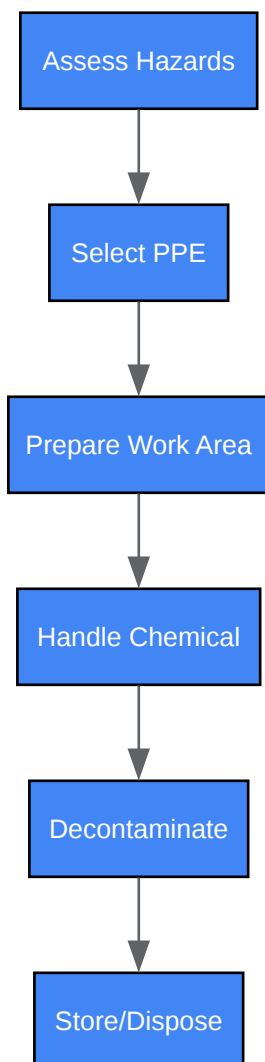 Assess Hazards
Select PPE
Prepare Work Area
Handle Chemical
Decontaminate
Store/Dispose